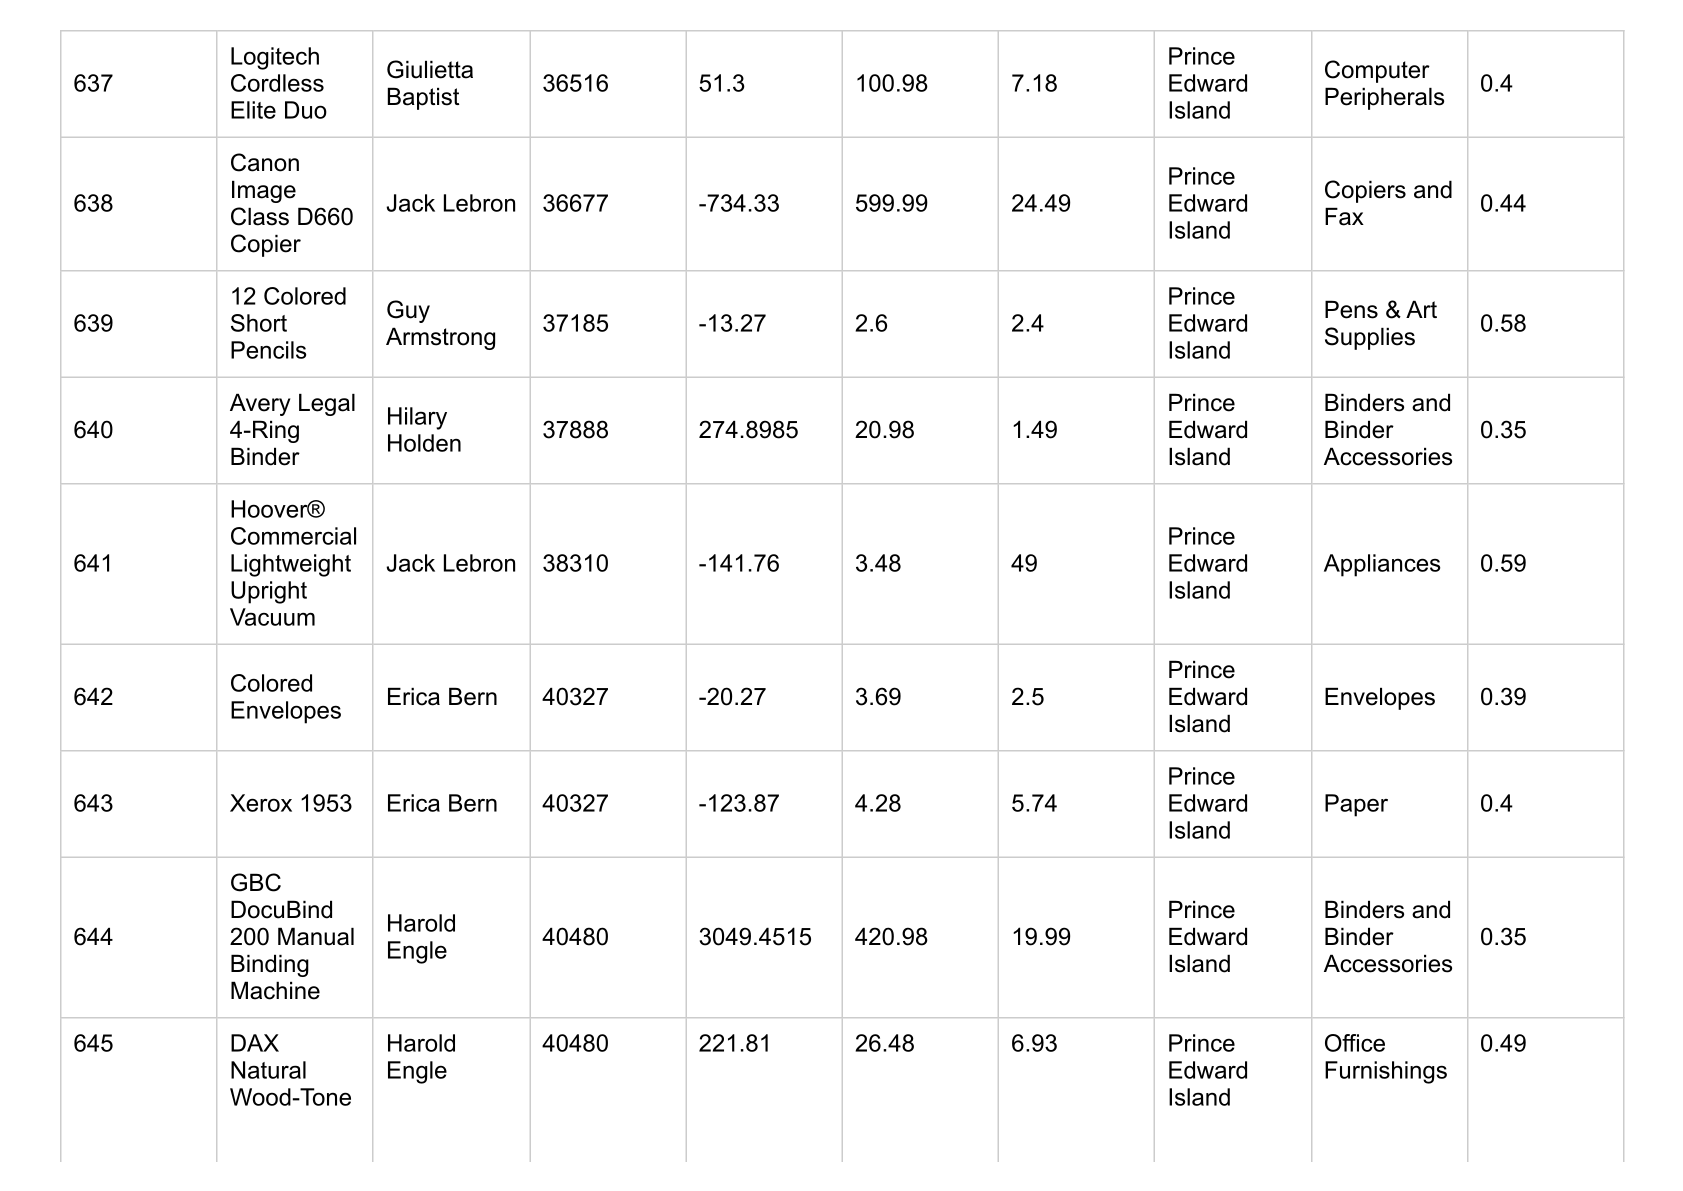 637
Logitech
Cordless
Elite Duo
Giulietta
Baptist
36516
51.3
100.98
7.18
Prince
Edward
Island
Computer
Peripherals
0.4
638
Canon
Image
Class D660
Copier
Jack Lebron
36677
-734.33
599.99
24.49
Prince
Edward
Island
Copiers and
Fax
0.44
639
12 Colored
Short
Pencils
Guy
Armstrong
37185
-13.27
2.6
2.4
Prince
Edward
Island
Pens & Art
Supplies
0.58
640
Avery Legal
4-Ring
Binder
Hilary
Holden
37888
274.8985
20.98
1.49
Prince
Edward
Island
Binders and
Binder
Accessories
0.35
641
Hoover®
Commercial
Lightweight
Upright
Vacuum
Jack Lebron
38310
-141.76
3.48
49
Prince
Edward
Island
Appliances
0.59
642
Colored
Envelopes
Erica Bern
40327
-20.27
3.69
2.5
Prince
Edward
Island
Envelopes
0.39
643
Xerox 1953
Erica Bern
40327
-123.87
4.28
5.74
Prince
Edward
Island
Paper
0.4
644
GBC
DocuBind
200 Manual
Binding
Machine
Harold
Engle
40480
3049.4515
420.98
19.99
Prince
Edward
Island
Binders and
Binder
Accessories
0.35
645
DAX
Natural
Wood-Tone
Harold
Engle
40480
221.81
26.48
6.93
Prince
Edward
Island
Office
Furnishings
0.49